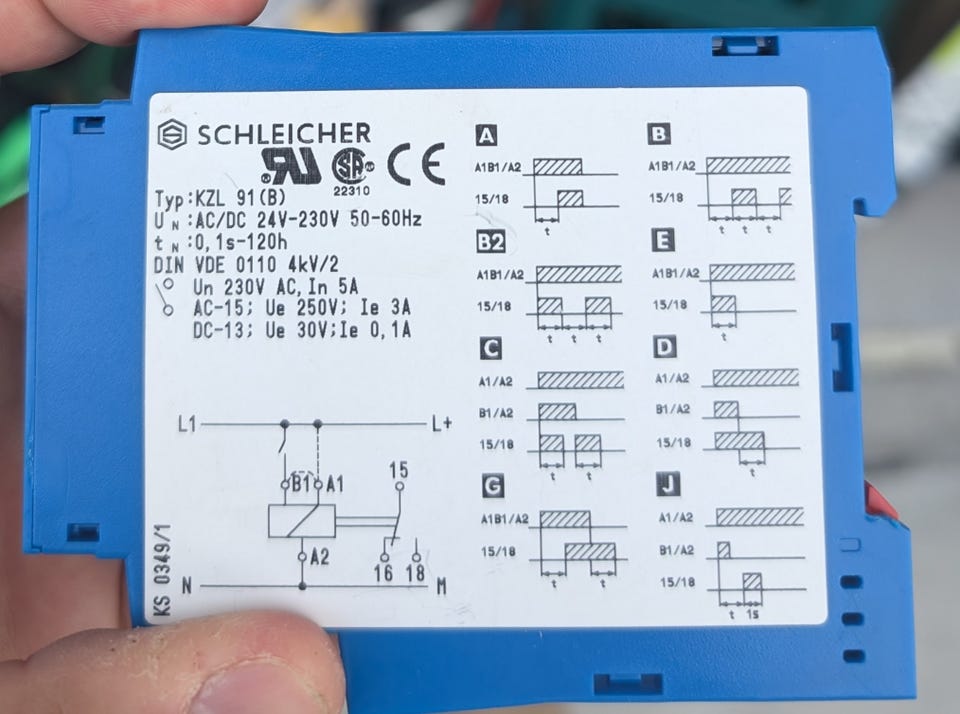 SCHLEICHER
22310
Typ:KZL 91(B)
U N :AC/DC 24V-230V 50-60Hz
t N :0,1s-120h
DIN VDE 0110 4kV/2
Un 230V AC,In 5A
AC-15; Ue 250V; Ie 3A
DC-13; Ue 30V;Ie 0,1A
L1 L+
B1 A1 15
A2
16 18
N M
KS 0349/1
A
A1B1/A2
15/18
t
B
A1B1/A2
15/18
t t t
B2
A1B1/A2
15/18
t t t
E
A1B1/A2
15/18
t
C
A1/A2
B1/A2
15/18
t t
D
A1/A2
B1/A2
15/18
t
G
A1B1/A2
15/18
t t
J
A1/A2
B1/A2
15/18
t 1s